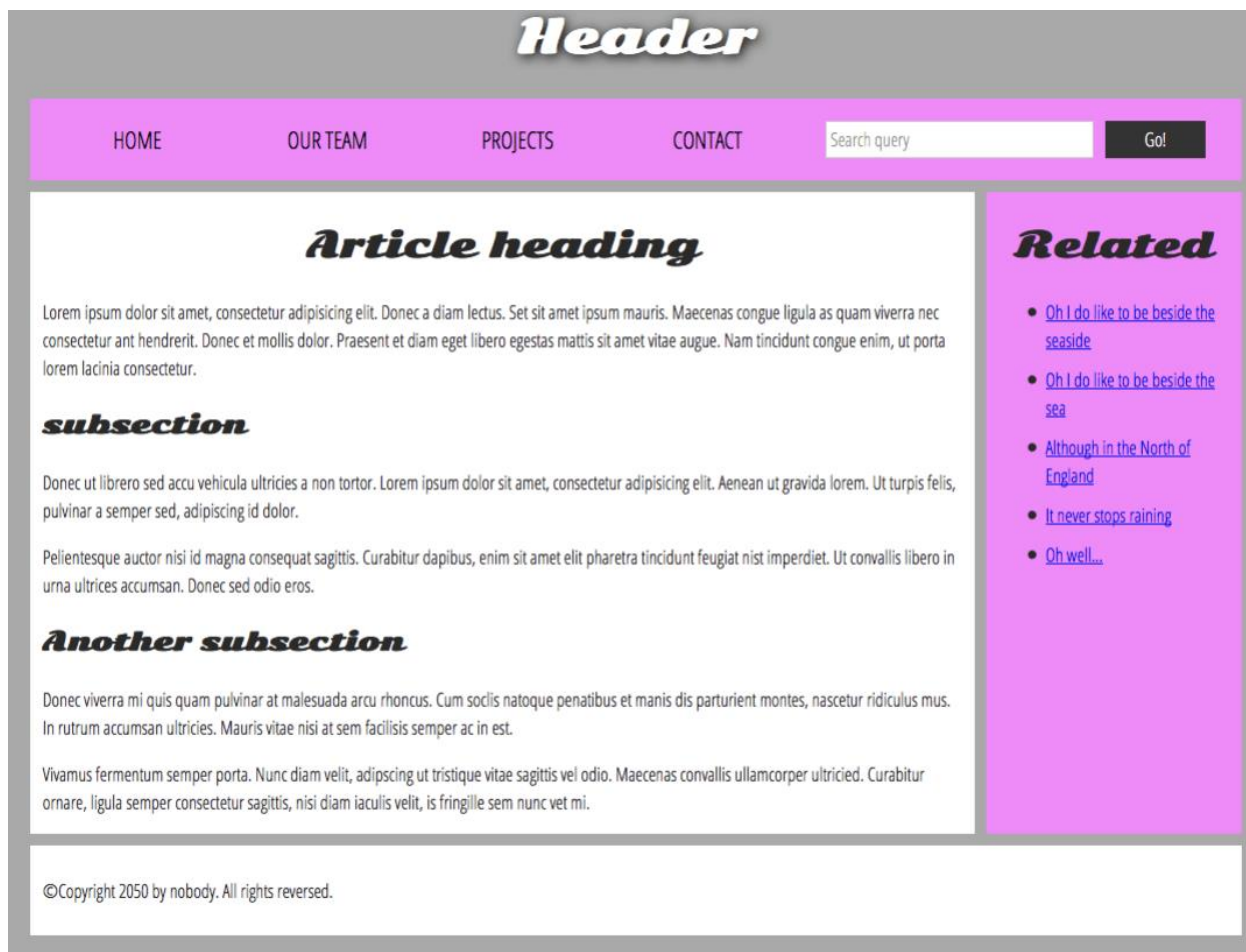 Header
HOME OUR TEAM PROJECTS CONTACT Search query Go!
Article heading
Lorem ipsum dolor sit amet, consectetur adipisicing elit. Donec a diam lectus. Set sit amet ipsum mauris. Maecenas congue ligula as quam viverra nec
consectetur ant hendrerit. Donec et mollis dolor. Praesent et diam eget libero egestas mattis sit amet vitae augue. Nam tincidunt congue enim, ut porta
lorem lacinia consectetur.
subsection
Donec ut librero sed accu vehicula ultricies a non tortor. Lorem ipsum dolor sit amet, consectetur adipisicing elit. Aenean ut gravida lorem. Ut turpis felis,
pulvinar a semper sed, adipiscing id dolor.
Pelientesque auctor nisi id magna consequat sagittis. Curabitur dapibus, enim sit amet elit pharetra tincidunt feugiat nist imperdiet. Ut convallis libero in
urna ultrices accumsan. Donec sed odio eros.
Another subsection
Donec viverra mi quis quam pulvinar at malesuada arcu rhoncus. Cum soclis natoque penatibus et manis dis parturient montes, nascetur ridiculus mus.
In rutrum accumsan ultricies. Mauris vitae nisi at sem facilisis semper ac in est.
Vivamus fermentum semper porta. Nunc diam velit, adipscing ut tristique vitae sagittis vel odio. Maecenas convallis ullamcorper ultricied. Curabitur
ornare, ligula semper consectetur sagittis, nisi diam iaculis velit, is fringille sem nunc vet mi.
Related
Oh I do like to be beside the
seaside
Oh I do like to be beside the
sea
Although in the North of
England
It never stops raining
Oh well...
©Copyright 2050 by nobody. All rights reversed.